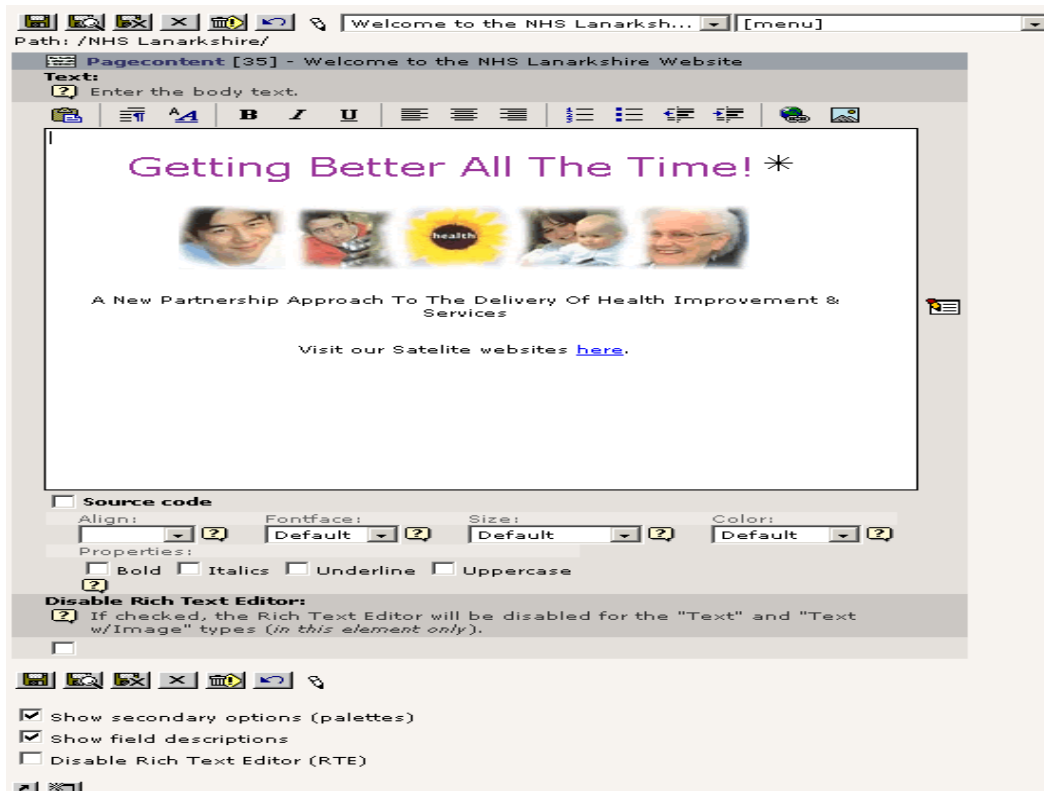 Welcome to the NHS Lanarksh... [menu]
Path: /NHS Lanarkshire/
Pagecontent [35] - Welcome to the NHS Lanarkshire Website
Text:
? Enter the body text.
¶ A A B I U
Getting Better All The Time! *
health
A New Partnership Approach To The Delivery Of Health Improvement &
Services
Visit our Satelite websites here.
Source code
Align: Fontface: Size: Color:
? Default ? Default ? Default ?
Properties:
Bold Italics Underline Uppercase
?
Disable Rich Text Editor:
? If checked, the Rich Text Editor will be disabled for the "Text" and "Text
w/Image" types (in this element only).
Show secondary options (palettes)
Show field descriptions
Disable Rich Text Editor (RTE)